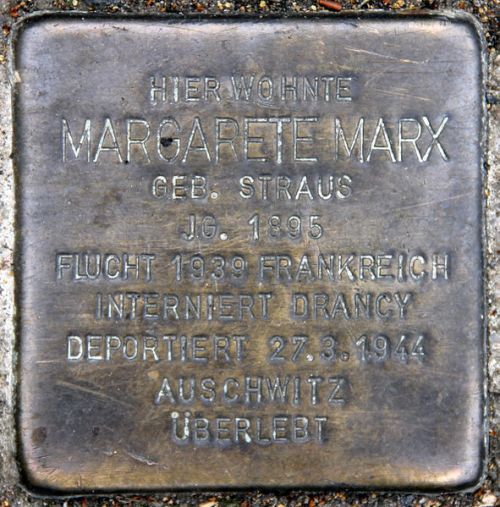 HIER WOHNTE
MARGARETE MARX
GEB. STRAUS
JG. 1895
FLUCHT 1939 FRANKREICH
INTERNIERT DRANCY
DEPORTIERT 27.3.1944
AUSCHWITZ
ÜBERLEBT